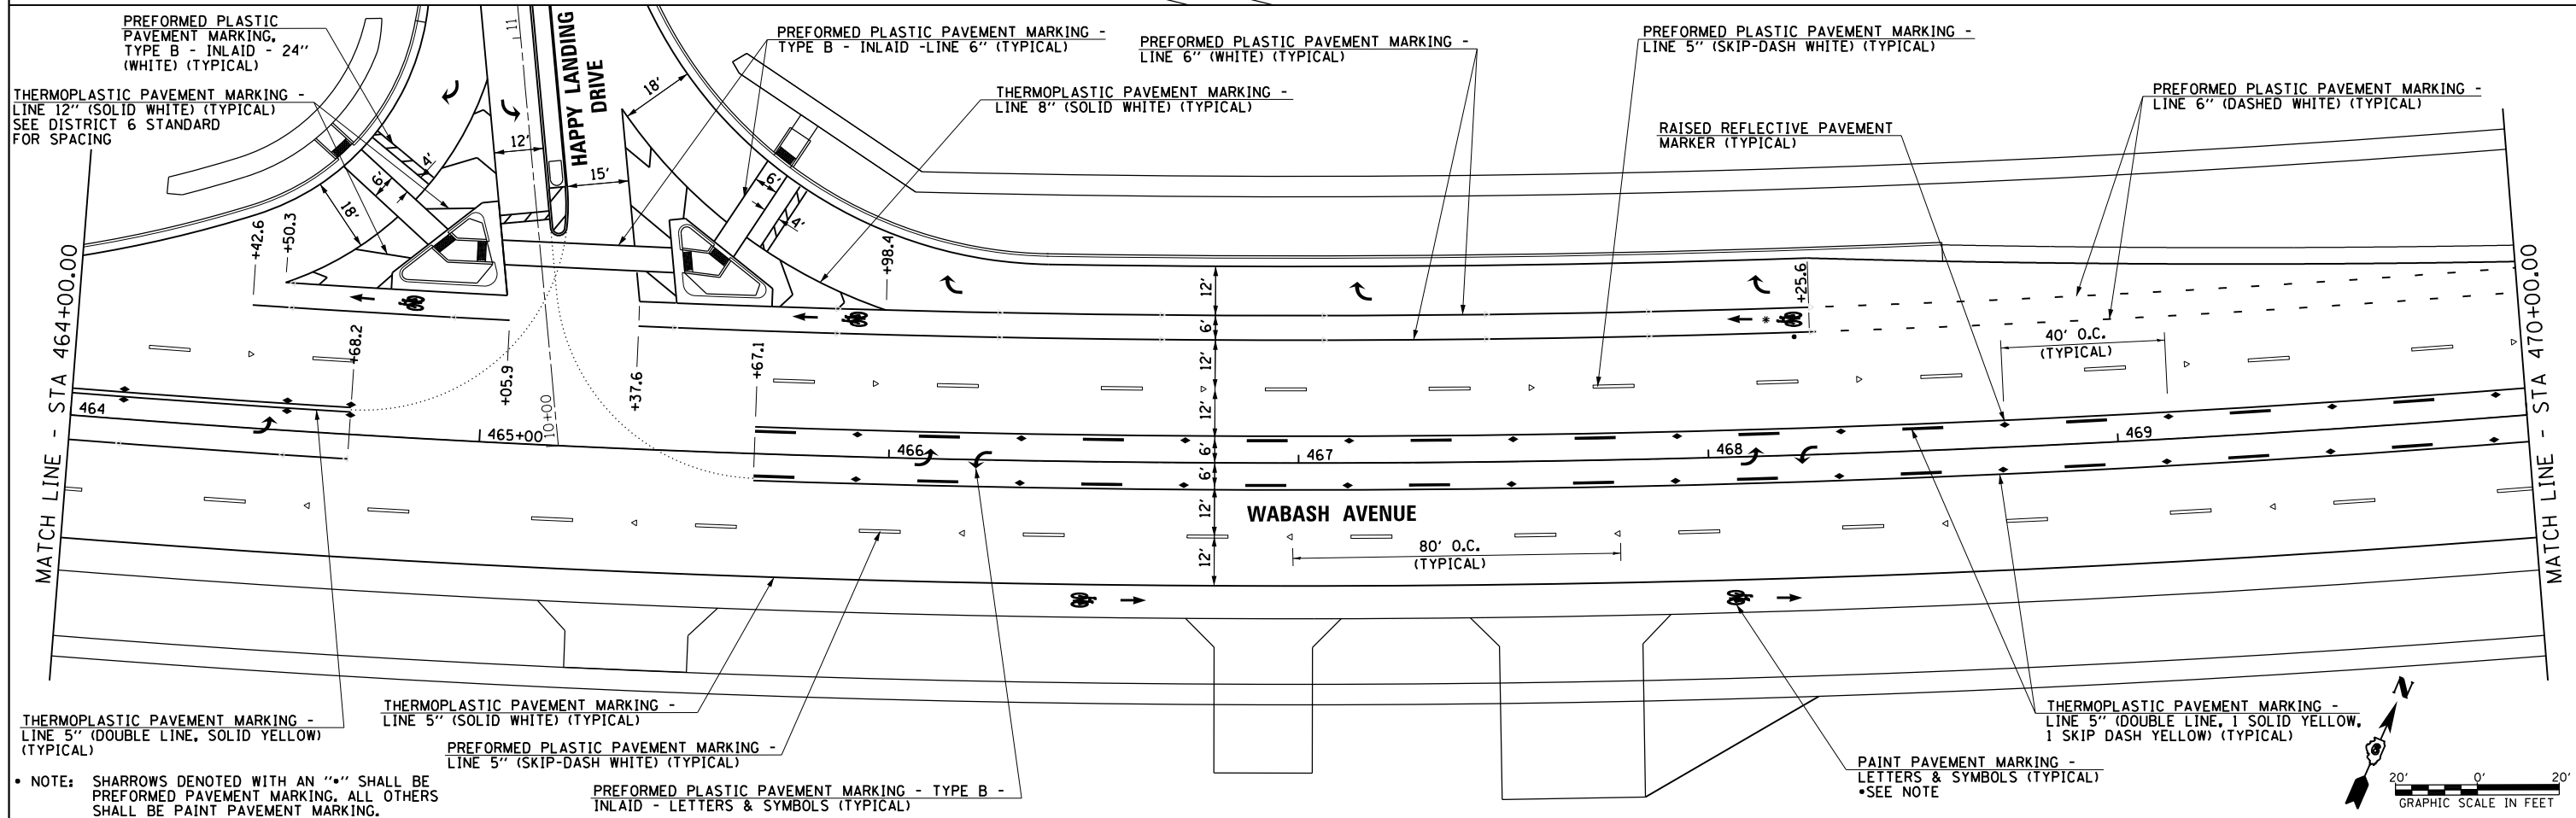 PREFORMED PLASTIC
PAVEMENT MARKING,
TYPE B - INLAID - 24"
(WHITE) (TYPICAL)
THERMOPLASTIC PAVEMENT MARKING -
LINE 12" (SOLID WHITE) (TYPICAL)
SEE DISTRICT 6 STANDARD
FOR SPACING
11
HAPPY LANDING
DRIVE
PREFORMED PLASTIC PAVEMENT MARKING -
TYPE B - INLAID -LINE 6" (TYPICAL)
THERMOPLASTIC PAVEMENT MARKING -
LINE 8" (SOLID WHITE) (TYPICAL)
PREFORMED PLASTIC PAVEMENT MARKING -
LINE 6" (WHITE) (TYPICAL)
PREFORMED PLASTIC PAVEMENT MARKING -
LINE 5" (SKIP-DASH WHITE) (TYPICAL)
RAISED REFLECTIVE PAVEMENT
MARKER (TYPICAL)
PREFORMED PLASTIC PAVEMENT MARKING -
LINE 6" (DASHED WHITE) (TYPICAL)
18'
12'
15'
4'
6'
18'
6'
4'
+42.6
+50.3
+98.4
+25.6
+68.2
+05.9
+37.6
+67.1
12'
6'
12'
12'
6'
6'
12'
12'
40' O.C.
(TYPICAL)
MATCH LINE - STA 464+00.00
MATCH LINE - STA 470+00.00
464
465+00
10+00
466
467
468
469
WABASH AVENUE
80' O.C.
(TYPICAL)
THERMOPLASTIC PAVEMENT MARKING -
LINE 5" (DOUBLE LINE, SOLID YELLOW)
(TYPICAL)
THERMOPLASTIC PAVEMENT MARKING -
LINE 5" (SOLID WHITE) (TYPICAL)
PREFORMED PLASTIC PAVEMENT MARKING -
LINE 5" (SKIP-DASH WHITE) (TYPICAL)
PREFORMED PLASTIC PAVEMENT MARKING - TYPE B -
INLAID - LETTERS & SYMBOLS (TYPICAL)
THERMOPLASTIC PAVEMENT MARKING -
LINE 5" (DOUBLE LINE, 1 SOLID YELLOW,
1 SKIP DASH YELLOW) (TYPICAL)
PAINT PAVEMENT MARKING -
LETTERS & SYMBOLS (TYPICAL)
•SEE NOTE
• NOTE: SHARROWS DENOTED WITH AN "•" SHALL BE
PREFORMED PAVEMENT MARKING. ALL OTHERS
SHALL BE PAINT PAVEMENT MARKING.
N
20' 0' 20'
GRAPHIC SCALE IN FEET